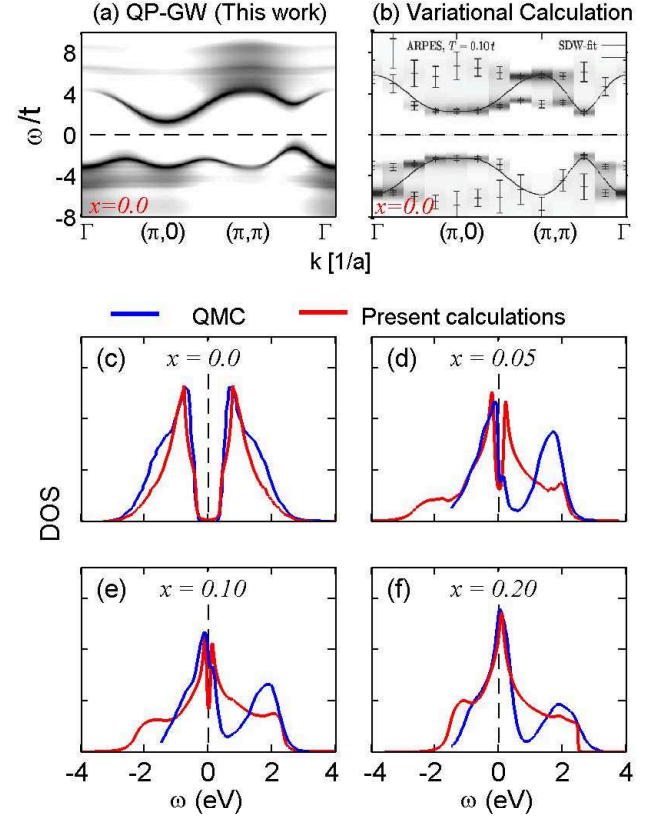 (a) QP-GW (This work)
(b) Variational Calculation
ω/t
8
4
0
-4
-8
x=0.0
Γ
(π,0)
(π,π)
Γ
ARPES, T = 0.10 t
SDW-fit
x=0.0
Γ
(π,0)
(π,π)
Γ
k [1/a]
QMC
Present calculations
DOS
(c)
x = 0.0
(d)
x = 0.05
(e)
x = 0.10
(f)
x = 0.20
-4
-2
0
2
4
-2
0
2
4
ω (eV)
ω (eV)